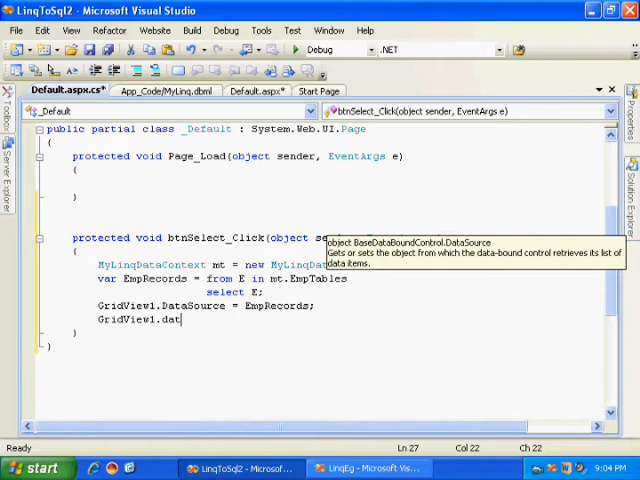 LinqToSql2 - Microsoft Visual Studio
File Edit View Refactor Website Build Debug Tools Test Window Help
Debug .NET
Default.aspx.cs* App_Code/MyLinq.dbml Default.aspx* Start Page
_Default btnSelect_Click(object sender, EventArgs e)
Toolbox
Server Explorer
Properties
Solution Explorer
public partial class _Default : System.Web.UI.Page
{
protected void Page_Load(object sender, EventArgs e)
{
}
protected void btnSelect_Click(object se
object BaseDataBoundControl.DataSource
Gets or sets the object from which the data-bound control retrieves its list of
data items.
{
MyLinqDataContext mt = new MyLinqDat
var EmpRecords = from E in mt.EmpTables
select E;
GridView1.DataSource = EmpRecords;
GridView1.dat
}
}
Ready Ln 27 Col 22 Ch 22
start LinqToSql2 - Microsof... LinqEg - Microsoft Vis... 9:04 PM